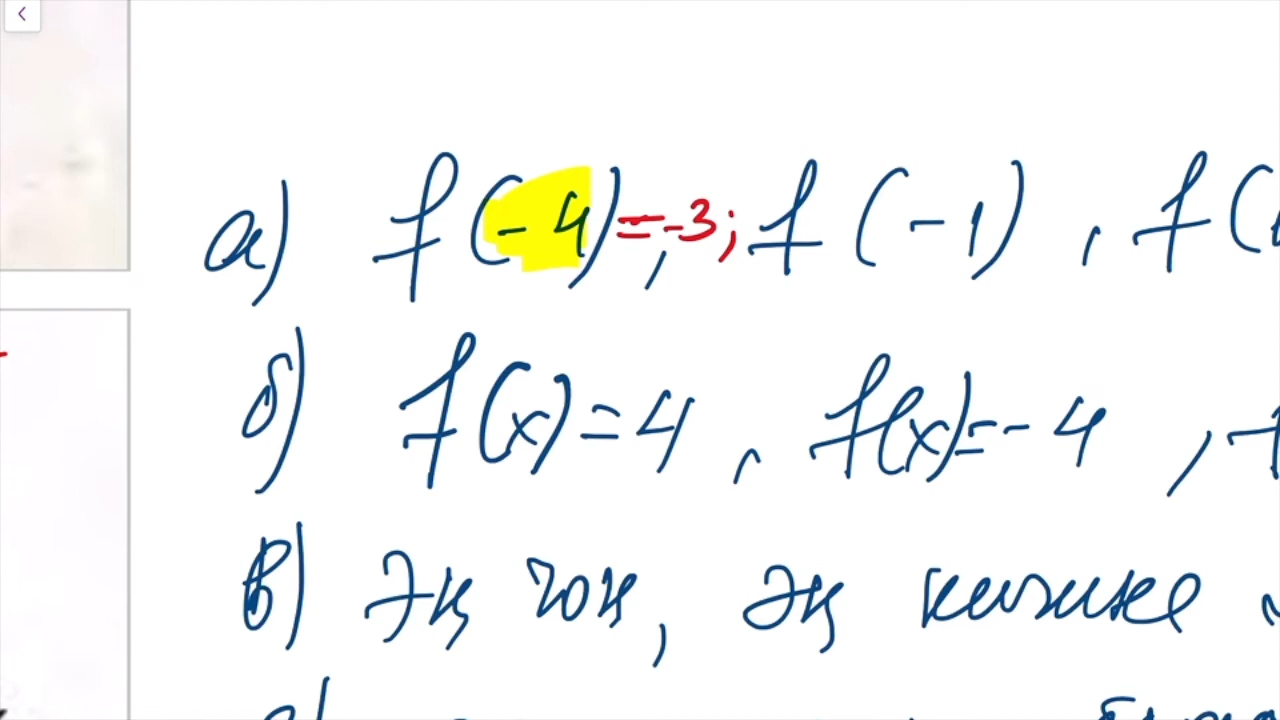 а) f(-4)=-3; , f(-1) , f(
б) f(x)=4 , f(x)=-4 ,
в) Эң чоң, эң кичине